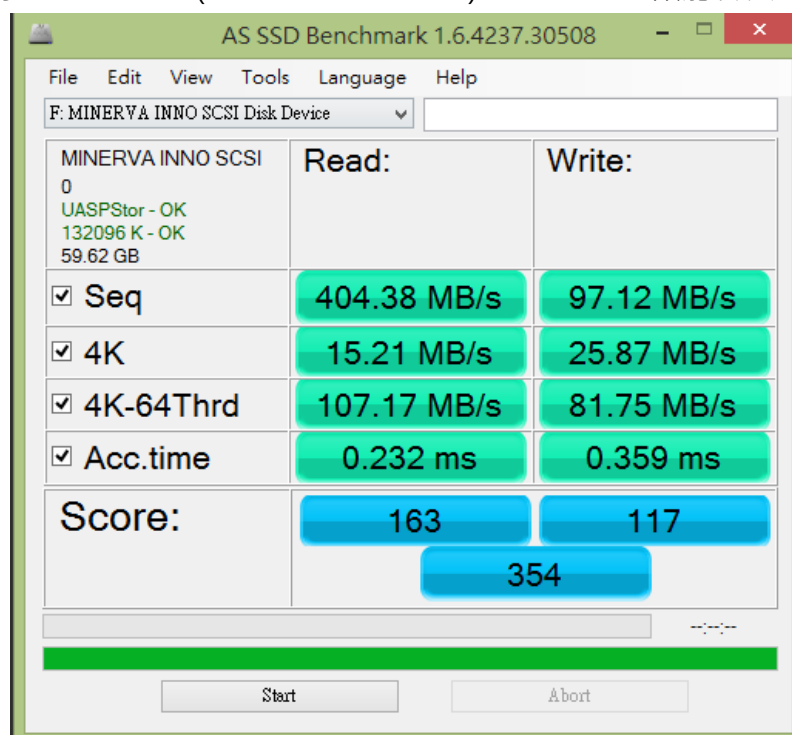 AS SSD Benchmark 1.6.4237.30508
File Edit View Tools Language Help
F: MINERVA INNO SCSI Disk Device
MINERVA INNO SCSI
0
UASPStor - OK
132096 K - OK
59.62 GB
Read:
Write:
Seq
404.38 MB/s
97.12 MB/s
4K
15.21 MB/s
25.87 MB/s
4K-64Thrd
107.17 MB/s
81.75 MB/s
Acc.time
0.232 ms
0.359 ms
Score:
163
117
354
--:--:--
Start
Abort